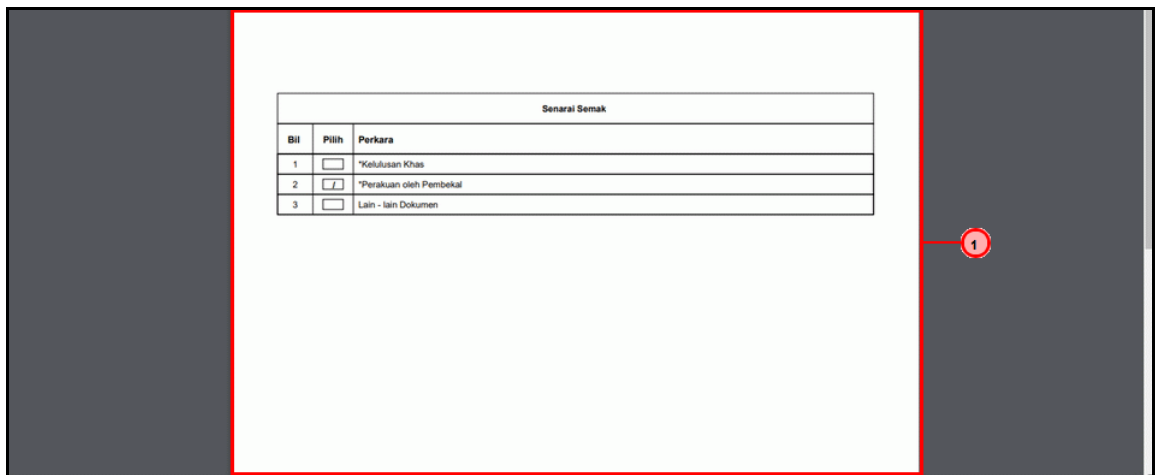 Senarai Semak
Bil Pilih Perkara
1 *Kelulusan Khas
2 / *Perakuan oleh Pembekal
3 Lain - lain Dokumen
1